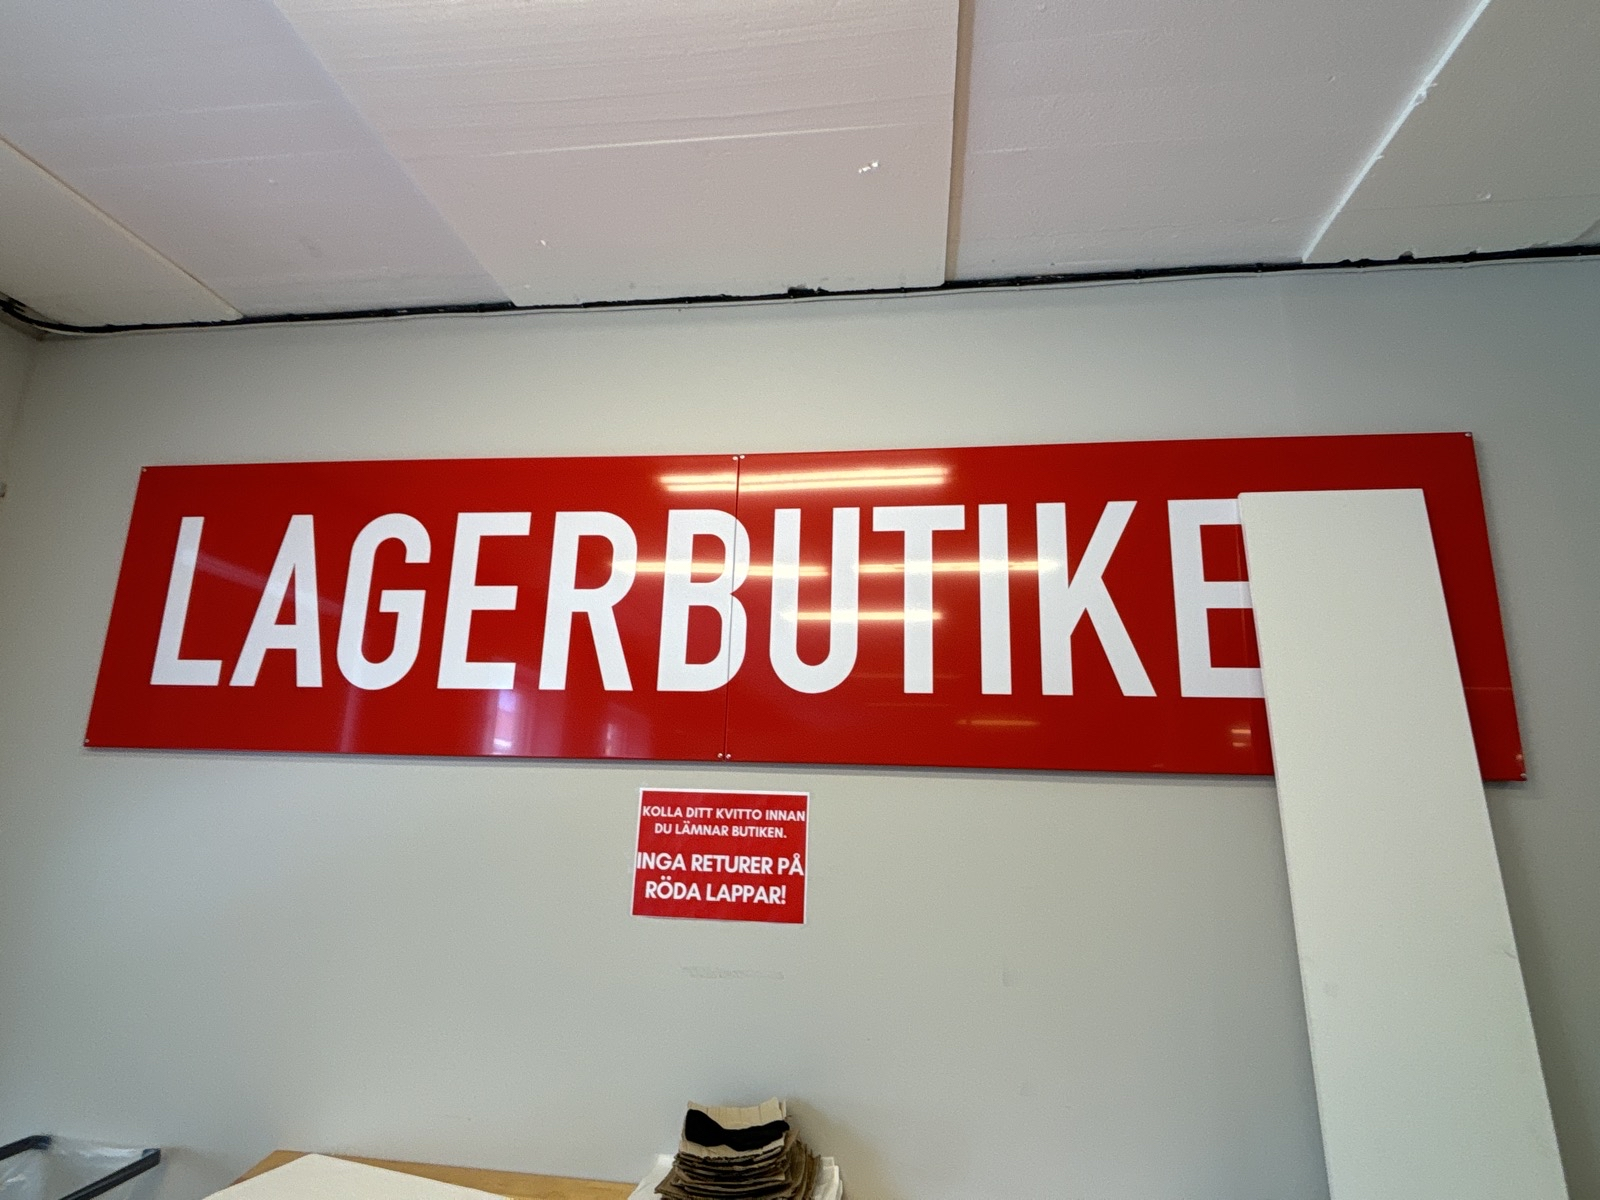 LAGERBUTIKE
KOLLA DITT KVITTO INNAN
DU LÄMNAR BUTIKEN.
INGA RETURER PÅ
RÖDA LAPPAR!